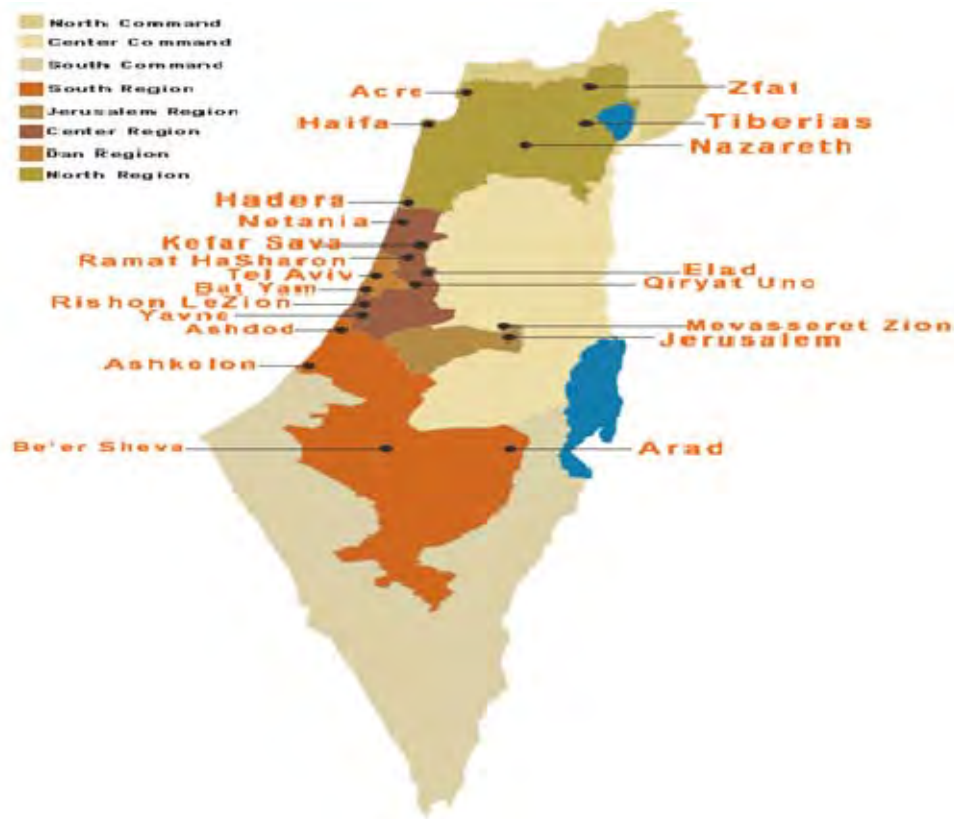 North Command
Center Command
South Command
South Region
Jerusalem Region
Center Region
Dan Region
North Region
Acre
Zfat
Haifa
Tiberias
Nazareth
Hadera
Netania
Kefar Sava
Ramat HaSharon
Elad
Tel Aviv
Qiryat Uno
Bat Yam
Rishon LeZion
Yavne
Mevasseret Zion
Ashdod
Jerusalem
Ashkelon
Be'er Sheva
Arad